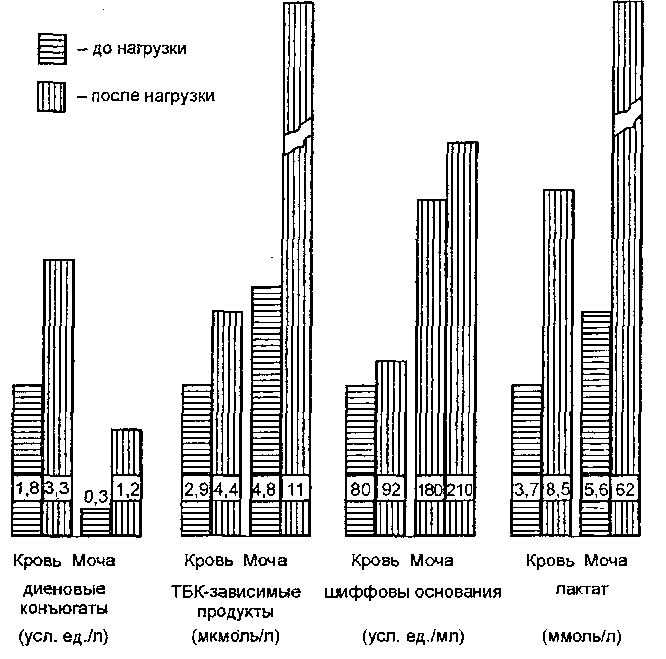 – до нагрузки
– после нагрузки
1,8 3,3 0,3 1,2 2,9 4,4 4,8 11 80 92 180 210 3,7 8,5 5,6 62
Кровь Моча Кровь Моча Кровь Моча Кровь Моча
диеновые конъюгаты
ТБК-зависимые продукты
шиффовы основания
лактат
(усл. ед./л) (мкмоль/л) (усл. ед./мл) (ммоль/л)